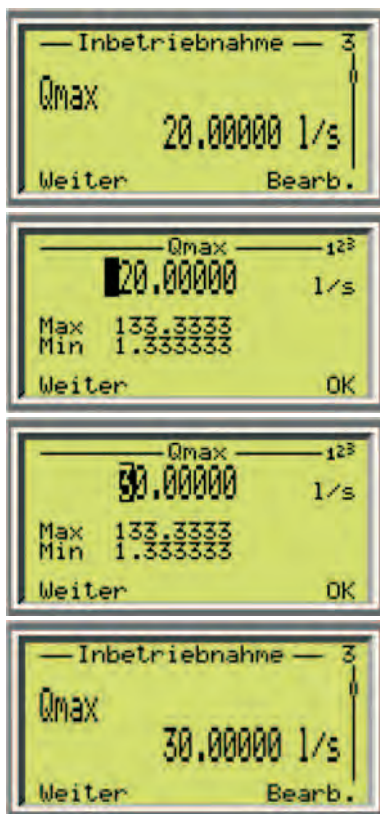 Inbetriebnahme 3
Qmax
20.00000 l/s
Weiter Bearb.
Qmax 123
20.00000 l/s
Max 133.3333
Min 1.333333
Weiter OK
Qmax 123
30.00000 l/s
Max 133.3333
Min 1.333333
Weiter OK
Inbetriebnahme 3
Qmax
30.00000 l/s
Weiter Bearb.